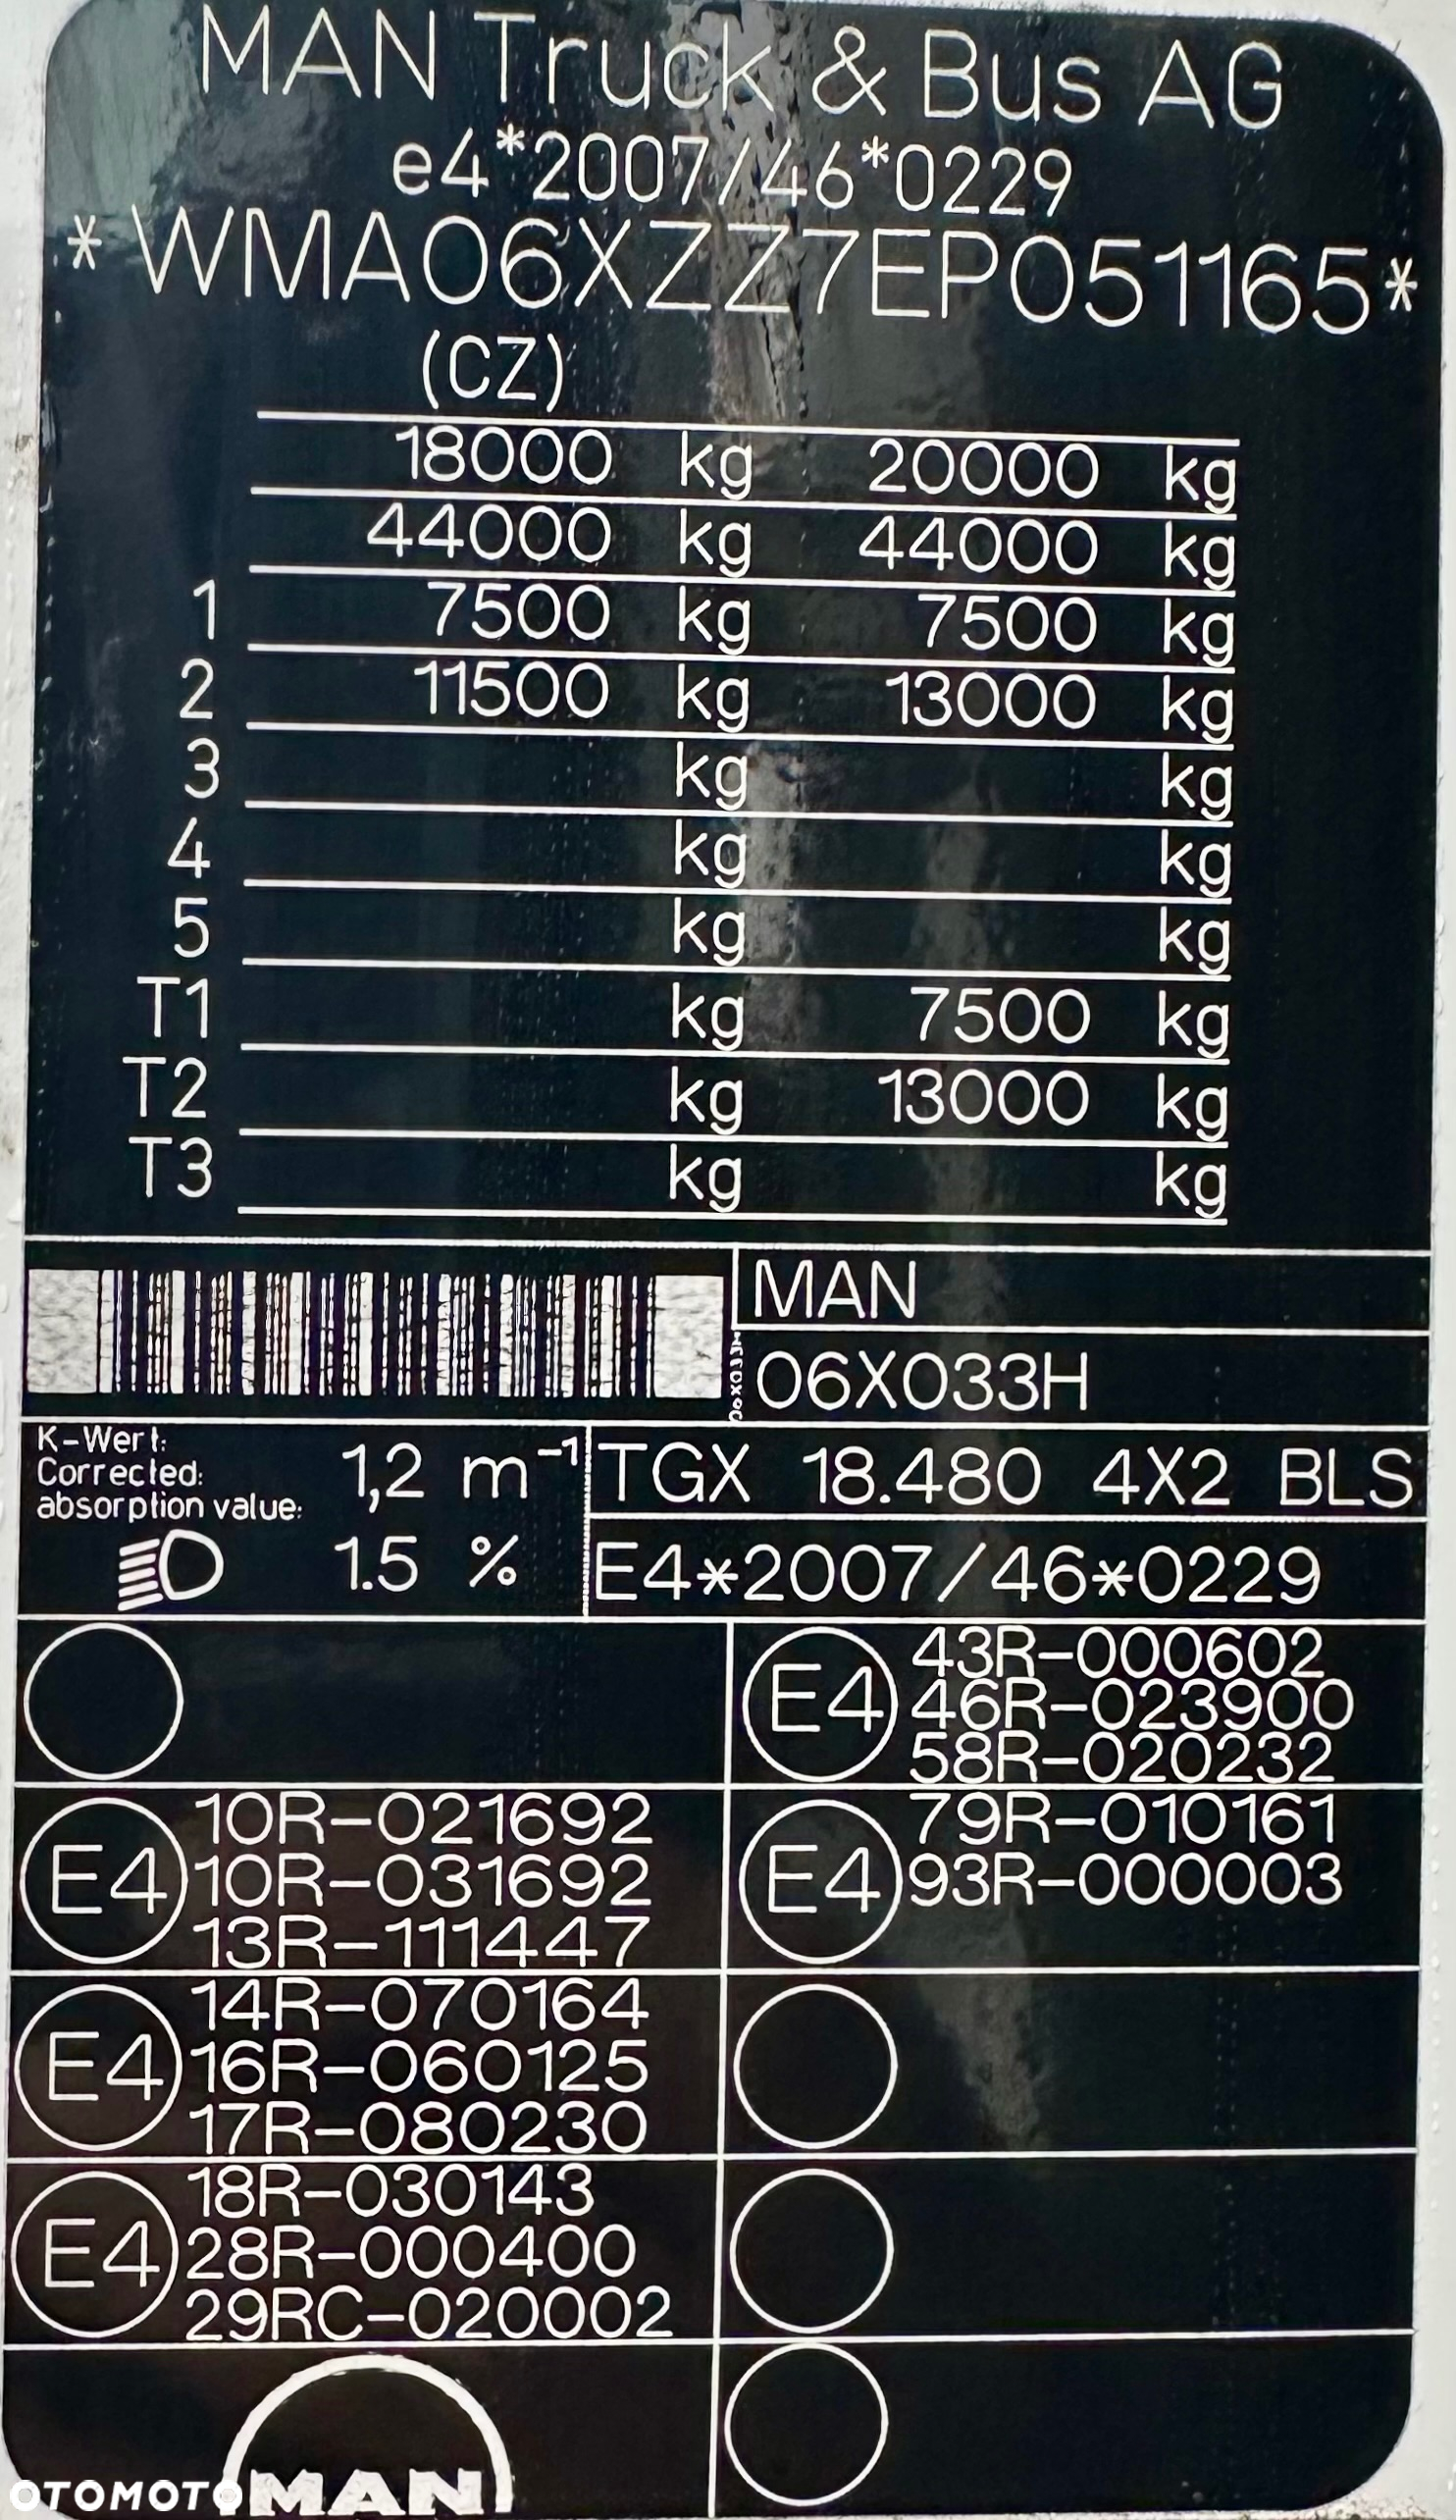 MAN Truck & Bus AG
e4*2007/46*0229
*WMA06XZZ7EP051165*
(CZ)
18000 kg 20000 kg
44000 kg 44000 kg
1 7500 kg 7500 kg
2 11500 kg 13000 kg
3 kg kg
4 kg kg
5 kg kg
T1 kg 7500 kg
T2 kg 13000 kg
T3 kg kg
MAN
06X033H
06X033H
K-Wert:
Corrected:
absorption value:
1,2 m⁻¹
TGX 18.480 4X2 BLS
1.5 %
E4*2007/46*0229
E4
43R-000602
46R-023900
58R-020232
E4
10R-021692
10R-031692
13R-111447
E4
79R-010161
93R-000003
E4
14R-070164
16R-060125
17R-080230
E4
18R-030143
28R-000400
29RC-020002
MAN
OTOMOTO